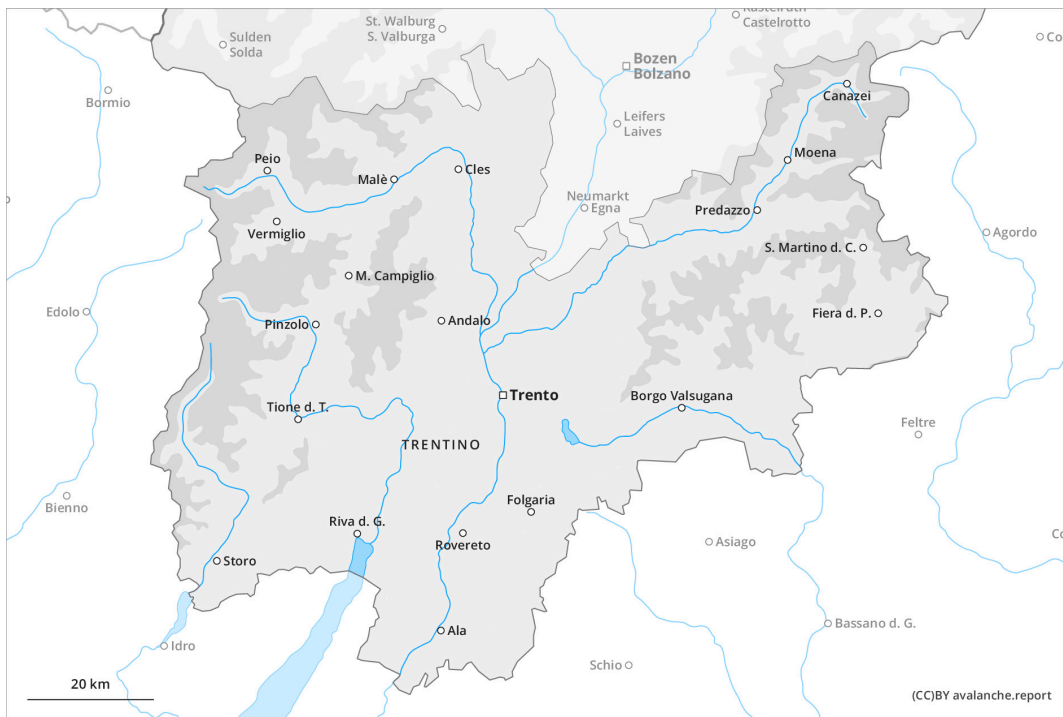 Kastelruth
Castelrotto
St. Walburg
S. Valburga
Sulden
Solda
Bozen
Bolzano
Bormio
Canazei
Leifers
Laives
Moena
Peio
Malè
Cles
Neumarkt
Egna
Predazzo
Vermiglio
Agordo
S. Martino d. C.
M. Campiglio
Edolo
Pinzolo
Andalo
Fiera d. P.
Trento
Borgo Valsugana
Tione d. T.
Feltre
TRENTINO
Bienno
Folgaria
Riva d. G.
Rovereto
Asiago
Storo
Bassano d. G.
Ala
Idro
Schio
20 km
(CC)BY avalanche.report